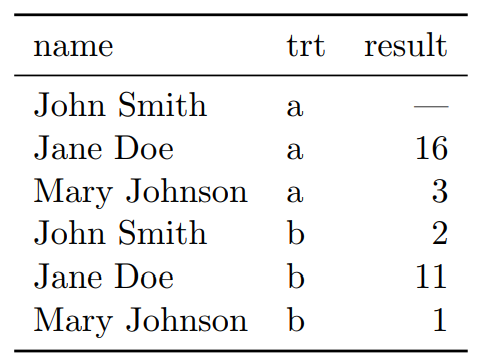 name trt result
John Smith a —
Jane Doe a 16
Mary Johnson a 3
John Smith b 2
Jane Doe b 11
Mary Johnson b 1